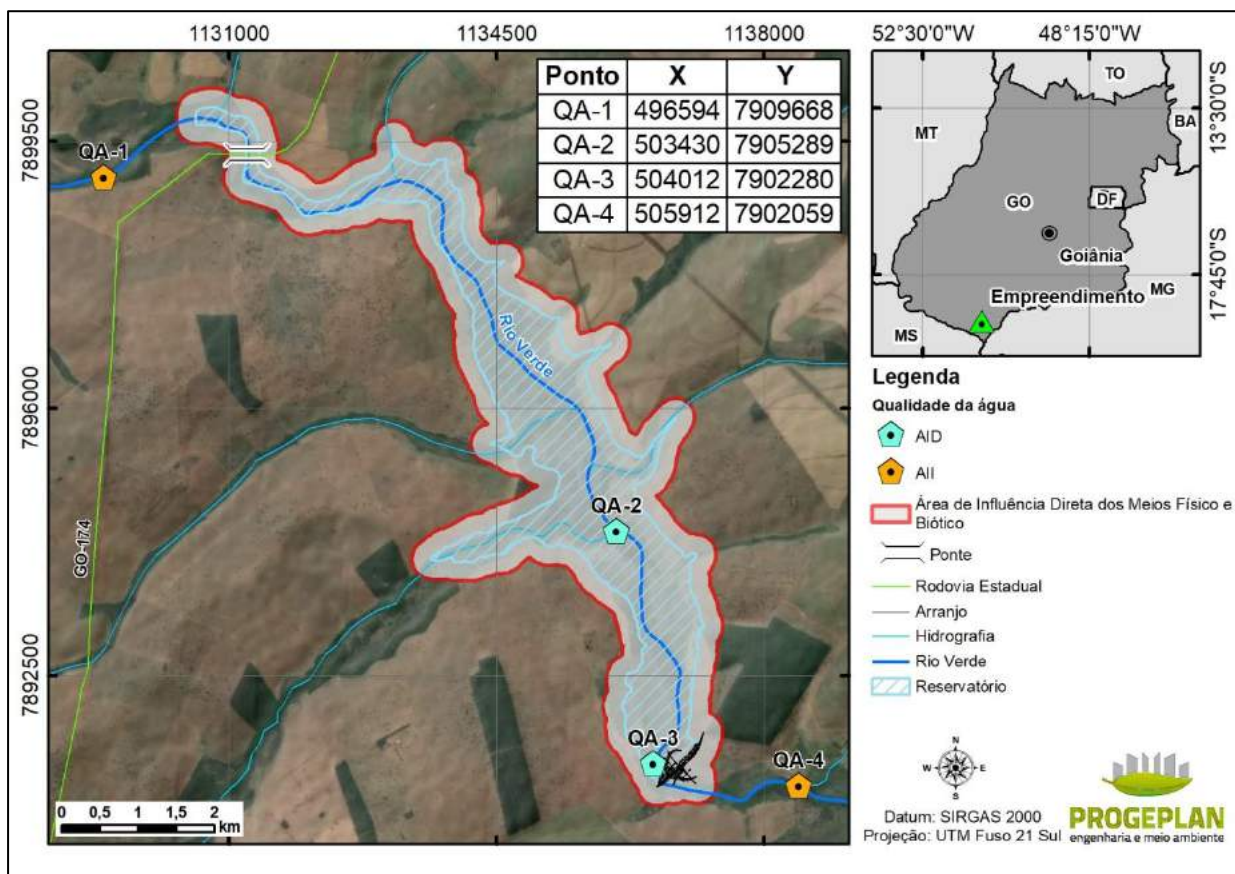 1131000 1134500 1138000
7899500
7896000
7892500
Ponto X Y
QA-1 496594 7909668
QA-2 503430 7905289
QA-3 504012 7902280
QA-4 505912 7902059
QA-1
Rio Verde
QA-2
GO-174
QA-3
QA-4
0 0,5 1 1,5 2
km
52°30'0"W 48°15'0"W
13°30'0"S
17°45'0"S
TO
MT
BA
GO
DF
Goiânia
MG
Empreendimento
MS
Legenda
Qualidade da água
AID
AII
Área de Influência Direta dos Meios Físico e
Biótico
Ponte
Rodovia Estadual
Arranjo
Hidrografia
Rio Verde
Reservatório
N
W E
S
Datum: SIRGAS 2000
Projeção: UTM Fuso 21 Sul
PROGEPLAN
engenharia e meio ambiente